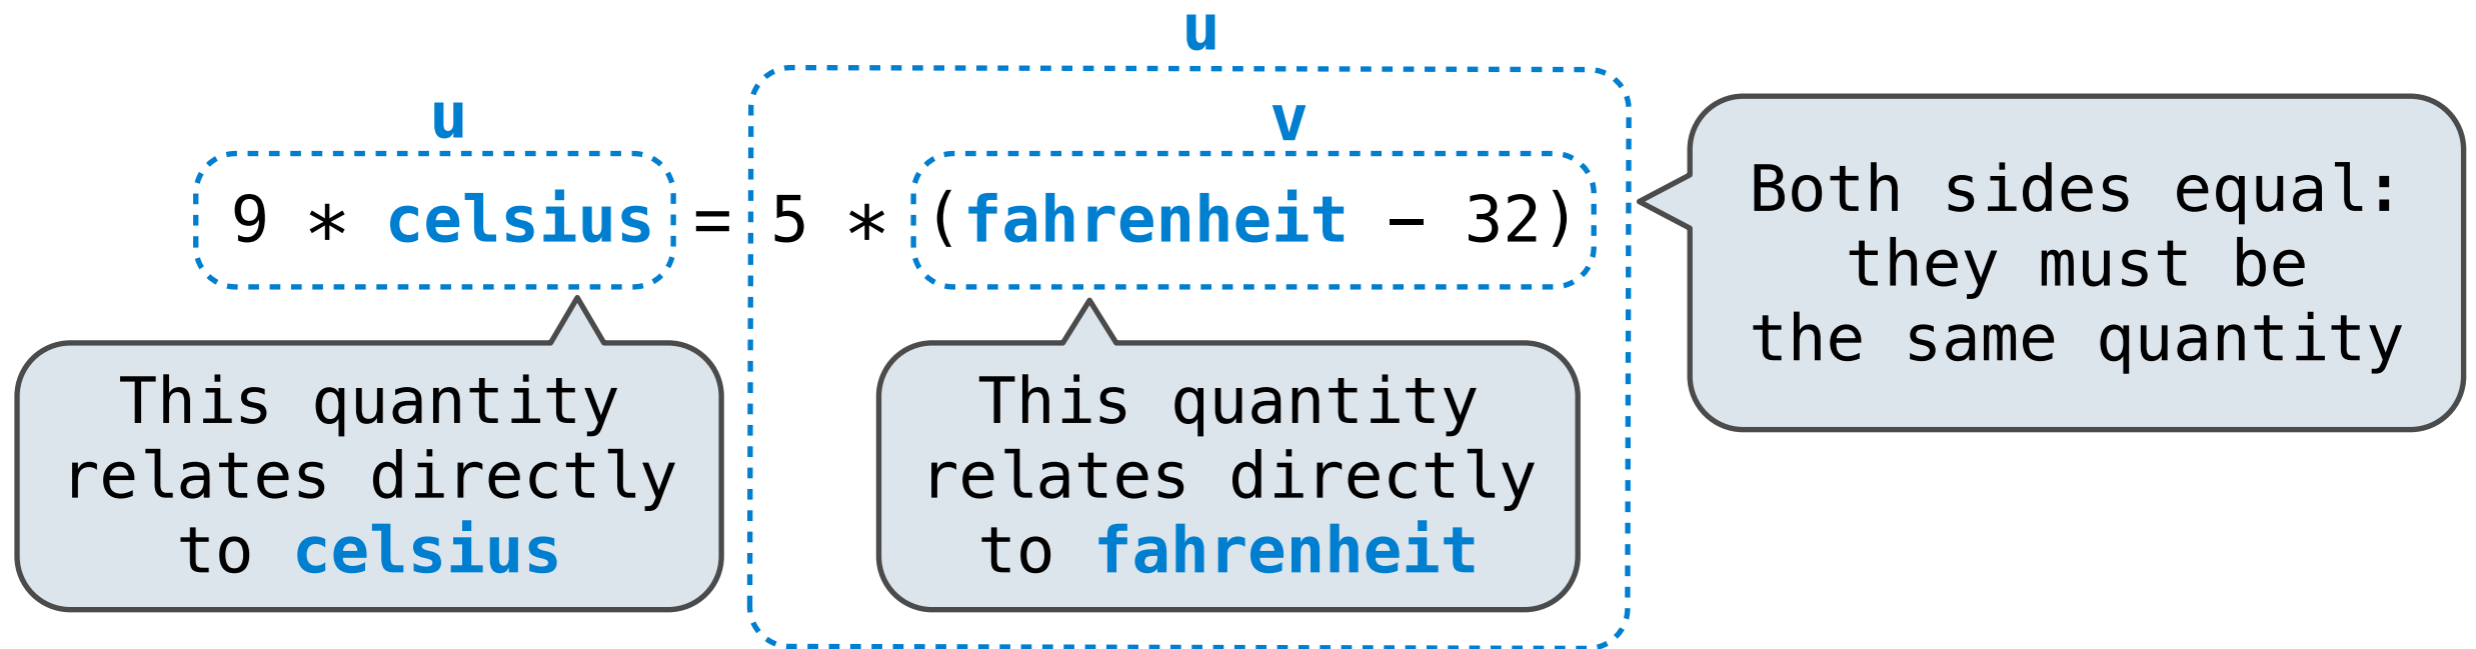 u
u
v
9 * celsius = 5 * (fahrenheit − 32)
This quantity
relates directly
to celsius
This quantity
relates directly
to fahrenheit
Both sides equal:
they must be
the same quantity